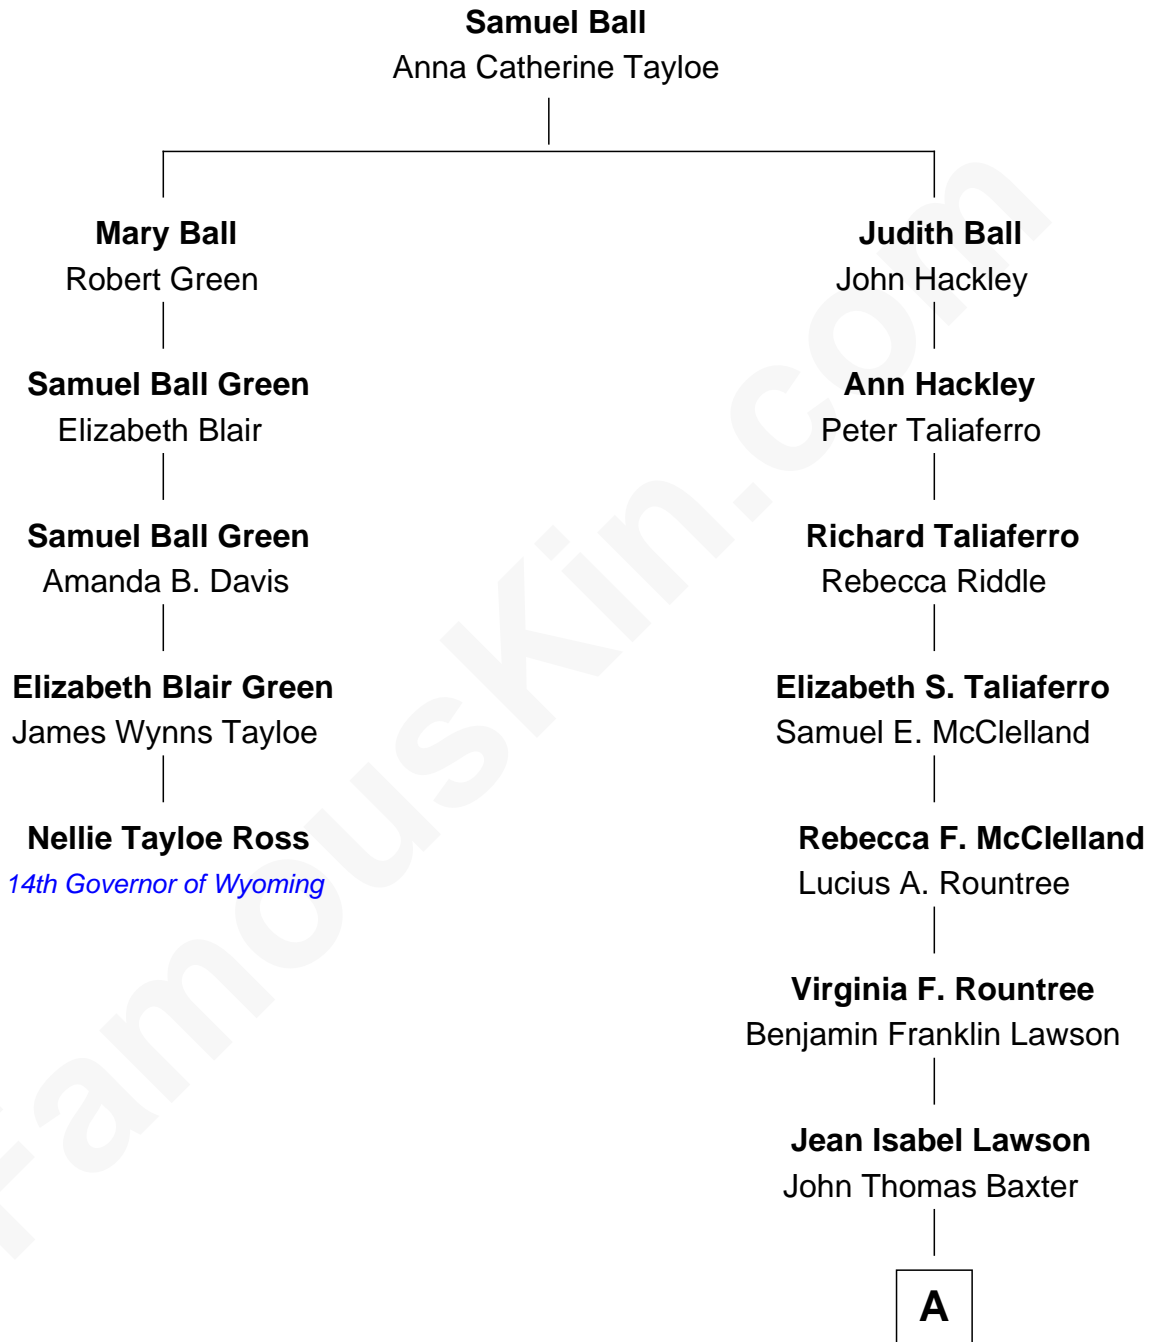 Samuel Ball
Anna Catherine Tayloe
Mary Ball
Robert Green
Judith Ball
John Hackley
Samuel Ball Green
Elizabeth Blair
Ann Hackley
Peter Taliaferro
Samuel Ball Green
Amanda B. Davis
Richard Taliaferro
Rebecca Riddle
Elizabeth Blair Green
James Wynns Tayloe
Elizabeth S. Taliaferro
Samuel E. McClelland
Nellie Tayloe Ross
14th Governor of Wyoming
Rebecca F. McClelland
Lucius A. Rountree
Virginia F. Rountree
Benjamin Franklin Lawson
Jean Isabel Lawson
John Thomas Baxter
A
FamousKin.com